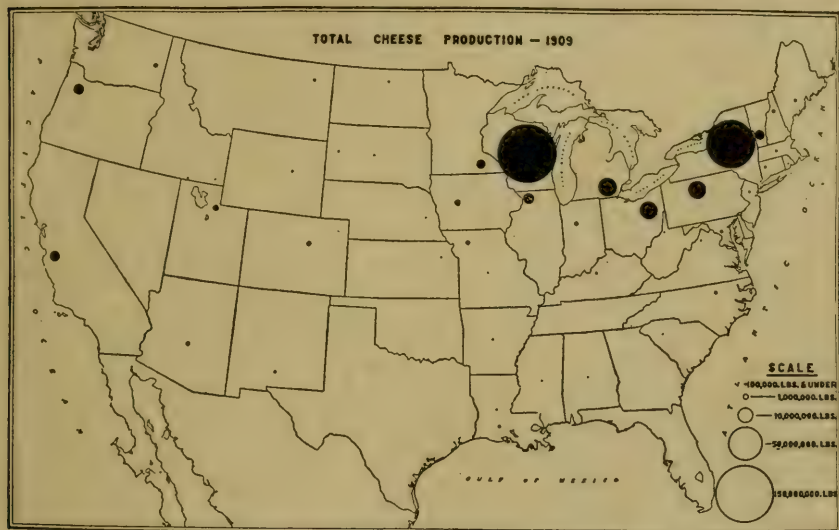 TOTAL CHEESE PRODUCTION — 1909
SCALE
100,000. LBS. & UNDER
1,000,000. LBS.
10,000,000. LBS.
50,000,000. LBS.
150,000,000. LBS
GULF OF MEXICO